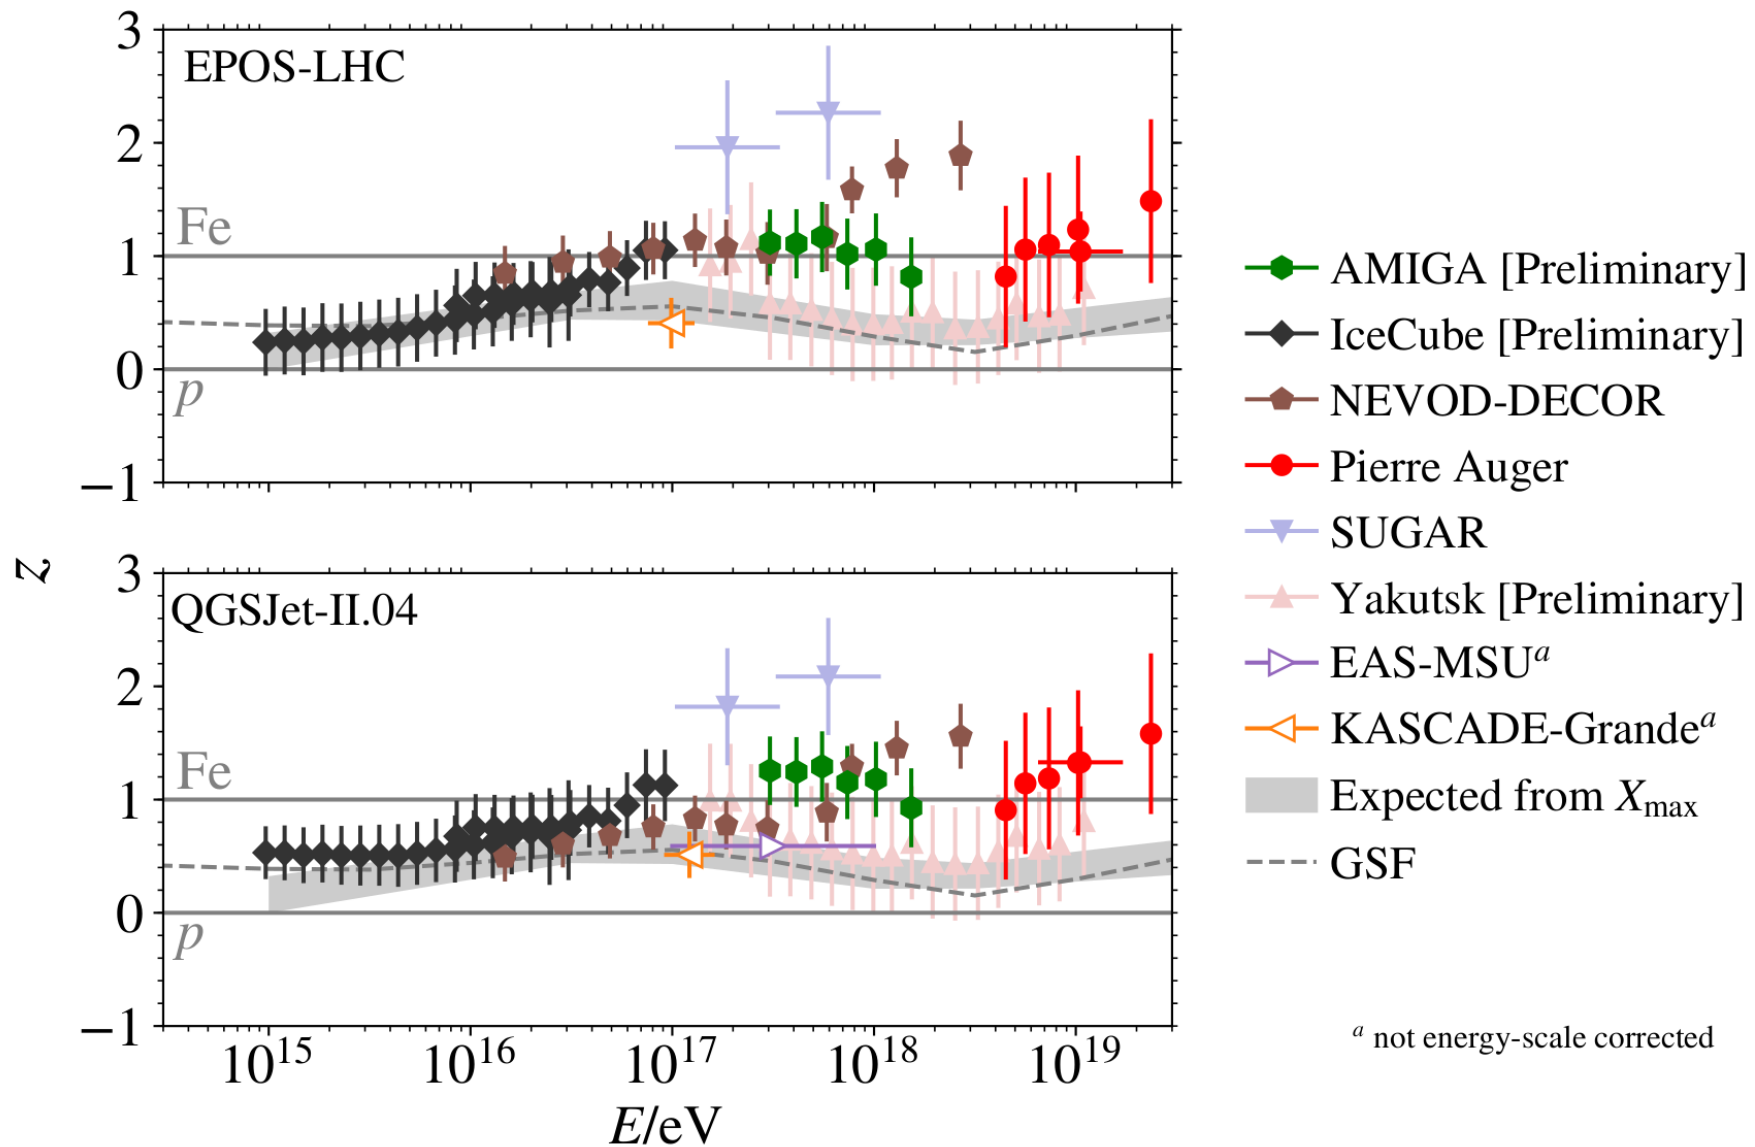 3
EPOS-LHC
2
Fe
1
0
p
−1
z
3
QGSJet-II.04
2
Fe
1
0
p
−1
10^15 10^16 10^17 10^18 10^19
E/eV
AMIGA [Preliminary]
IceCube [Preliminary]
NEVOD-DECOR
Pierre Auger
SUGAR
Yakutsk [Preliminary]
EAS-MSU^a
KASCADE-Grande^a
Expected from X_max
GSF
^a not energy-scale corrected